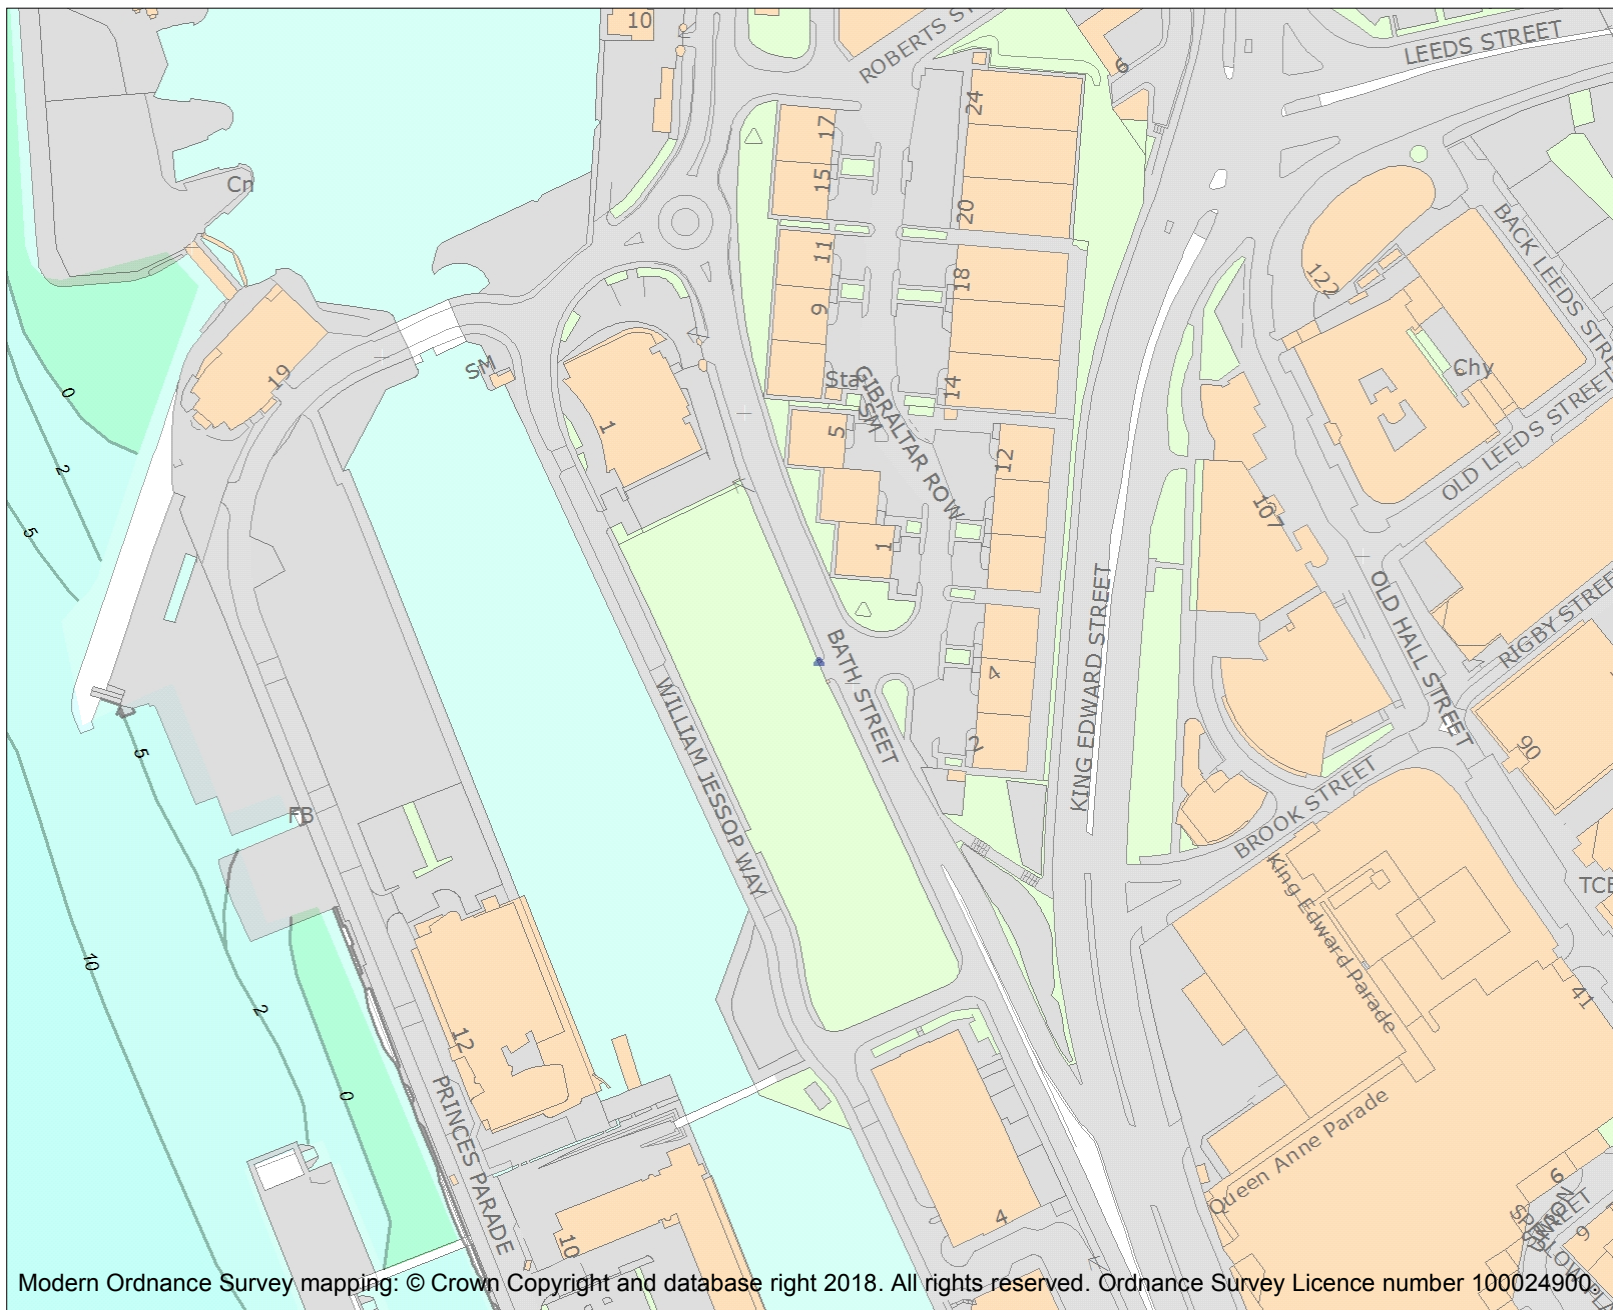 10
ROBERTS ST
6
LEEDS STREET
24
17
15
Cn
20
BACK LEEDS STRE
11
18
122
9
0
19
SM
Sta
14
Chy
GIBRALTAR ROW
SM
1
5
12
2
OLD LEEDS STREET
107
5
1
KING EDWARD STREET
OLD HALL STREET
RIGBY STREE
BATH STREET
4
WILLIAM JESSOP WAY
5
2
90
FB
BROOK STREET
King Edward Parade
TCB
10
41
2
12
0
PRINCES PARADE
Queen Anne Parade
6
4
10
9
Modern Ordnance Survey mapping: © Crown Copyright and database right 2018. All rights reserved. Ordnance Survey Licence number 100024900.